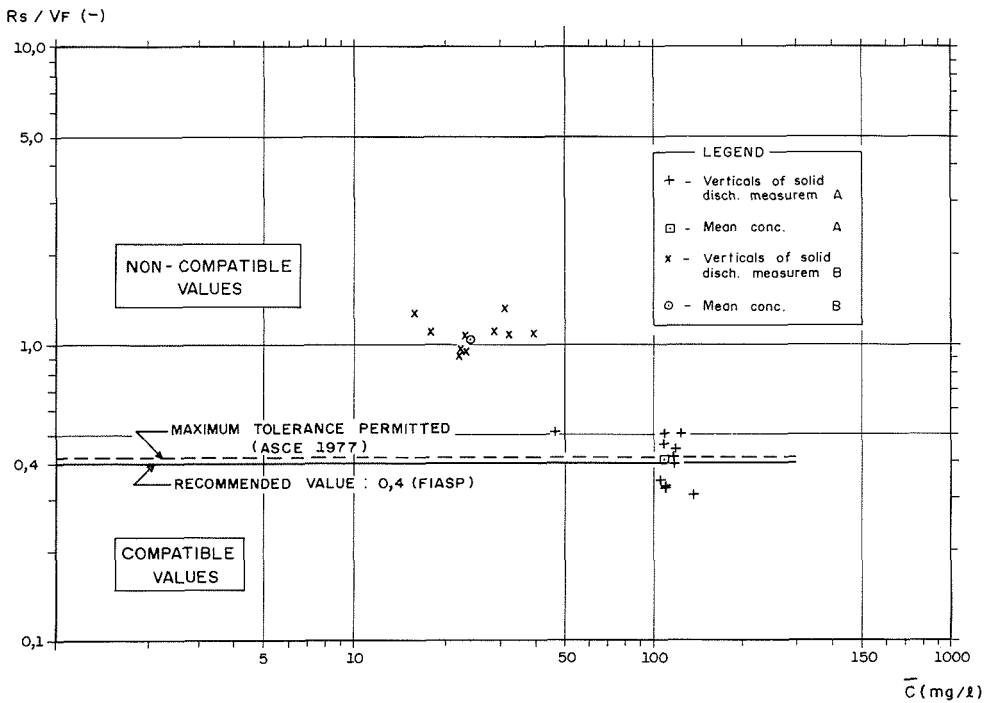 Rs / VF (-)
10,0
5,0
1,0
0,4
0,1
LEGEND
+ - Verticals of solid
disch. measurem A
⊡ - Mean conc. A
x - Verticals of solid
disch. measurem B
⊙ - Mean conc. B
NON-COMPATIBLE
VALUES
MAXIMUM TOLERANCE PERMITTED
(ASCE 1977)
RECOMMENDED VALUE : 0,4 (FIASP)
COMPATIBLE
VALUES
5 10 50 100 150 1000
C̅ (mg/ℓ)